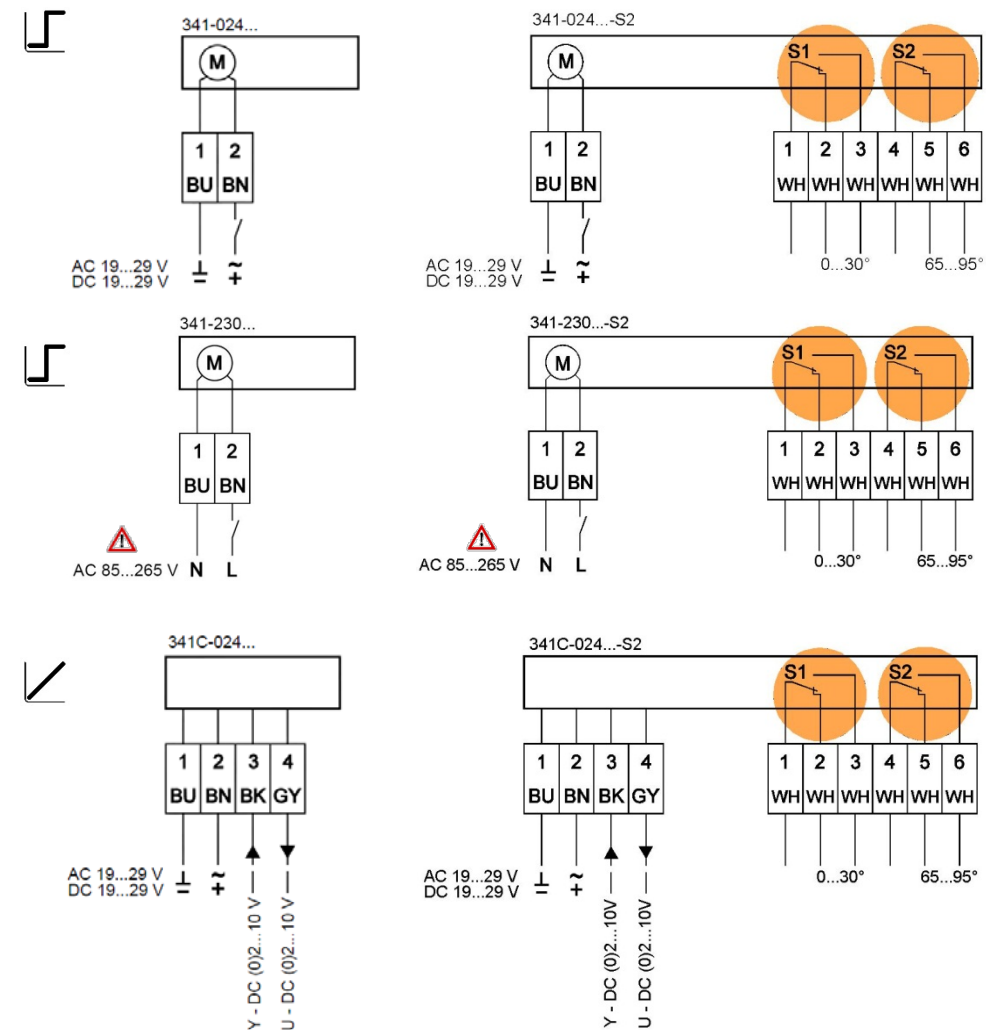 341-024...
M
1 2
BU BN
AC 19...29 V ⊥ ~
DC 19...29 V = +
341-024...-S2
M
S1 S2
1 2
BU BN
1 2 3 4 5 6
WH WH WH WH WH WH
AC 19...29 V ⊥ ~
DC 19...29 V = +
0...30° 65...95°
341-230...
M
1 2
BU BN
AC 85...265 V N L
341-230...-S2
M
S1 S2
1 2
BU BN
1 2 3 4 5 6
WH WH WH WH WH WH
AC 85...265 V N L
0...30° 65...95°
341C-024...
1 2 3 4
BU BN BK GY
AC 19...29 V ⊥ ~
DC 19...29 V = +
Y - DC (0)2...10 V
U - DC (0)2...10 V
341C-024...-S2
S1 S2
1 2 3 4
BU BN BK GY
1 2 3 4 5 6
WH WH WH WH WH WH
AC 19...29 V ⊥ ~
DC 19...29 V = +
Y - DC (0)2...10V
U - DC (0)2...10V
0...30° 65...95°